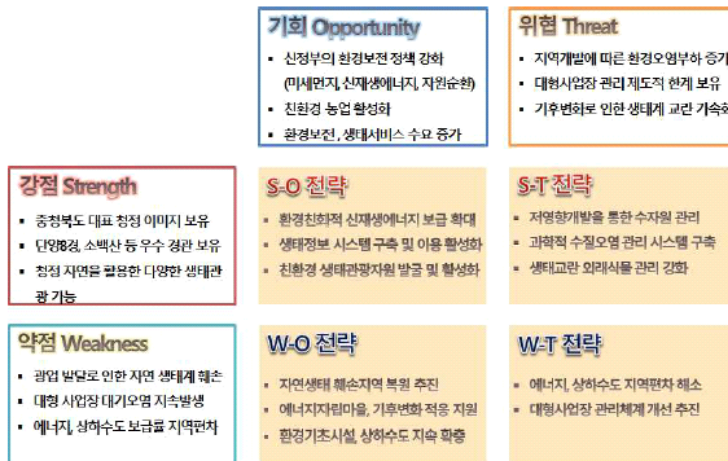 기회 Opportunity
▪ 신정부의 환경보전 정책 강화
(미세먼지, 신재생에너지, 자원순환)
▪ 친환경 농업 활성화
▪ 환경보전, 생태서비스 수요 증가
위협 Threat
▪ 지역개발에 따른 환경오염부하 증가
▪ 대형사업장 관리 제도적 한계 보유
▪ 기후변화로 인한 생태계 교란 가속화
강점 Strength
▪ 충청북도 대표 청정 이미지 보유
▪ 단양8경, 소백산 등 우수 경관 보유
▪ 청정 자연을 활용한 다양한 생태관
광 가능
S-O 전략
▪ 환경친화적 신재생에너지 보급 확대
▪ 생태정보 시스템 구축 및 이용 활성화
▪ 친환경 생태관광자원 발굴 및 활성화
S-T 전략
▪ 저영향개발을 통한 수자원 관리
▪ 과학적 수질오염 관리 시스템 구축
▪ 생태교란 외래식물 관리 강화
약점 Weakness
▪ 광업 발달로 인한 자연 생태계 훼손
▪ 대형 사업장 대기오염 지속발생
▪ 에너지, 상하수도 보급률 지역편차
W-O 전략
▪ 자연생태 훼손지역 복원 추진
▪ 에너지자립마을, 기후변화 적응 지원
▪ 환경기초시설, 상하수도 지속 확충
W-T 전략
▪ 에너지, 상하수도 지역편차 해소
▪ 대형사업장 관리체계 개선 추진